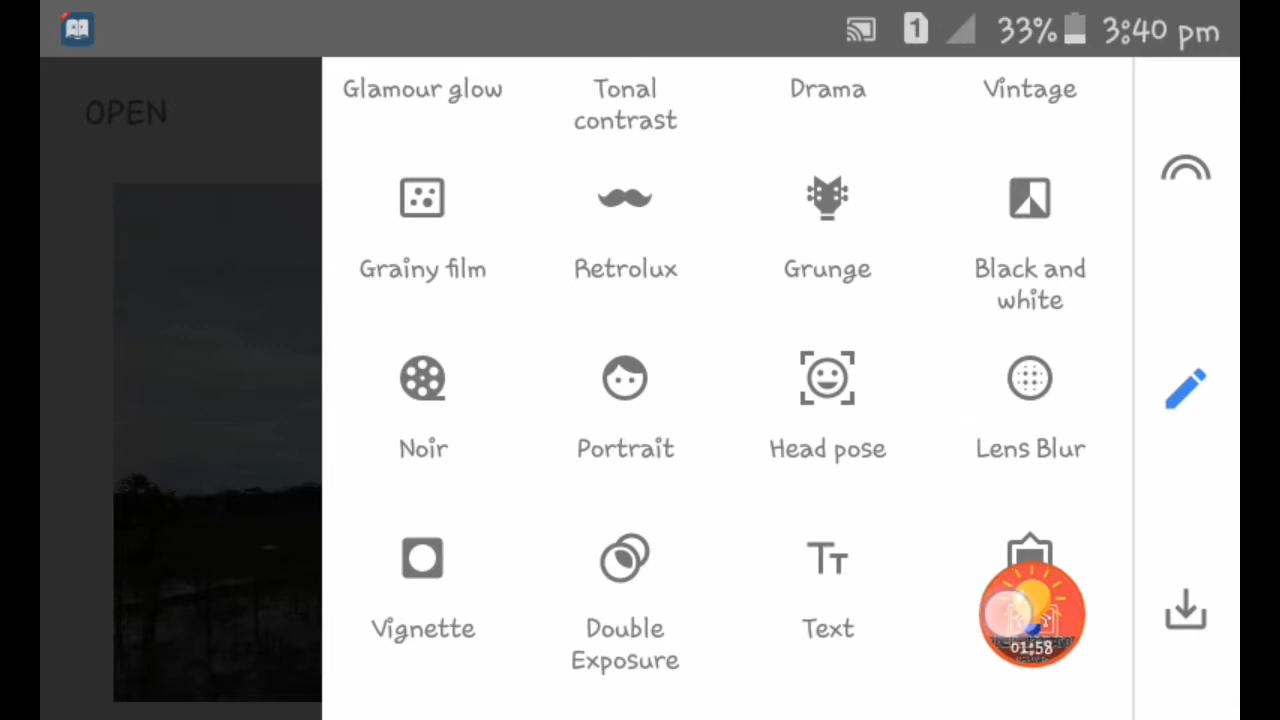 1 33% 3:40 pm
OPEN
Glamour glow Tonal contrast Drama Vintage
Grainy film Retrolux Grunge Black and white
Noir Portrait Head pose Lens Blur
Vignette Double Exposure Text
01:58